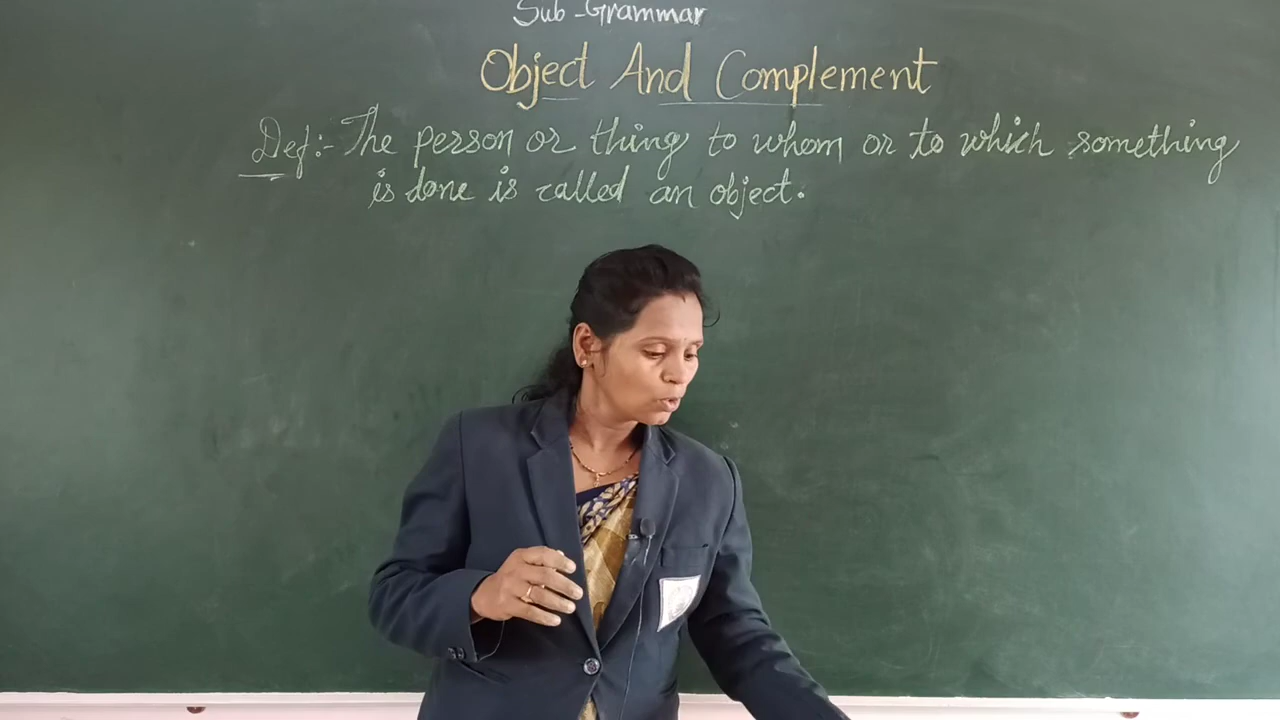 Sub-Grammar
Object And Complement
Def:- The person or thing to whom or to which something
is done is called an object.